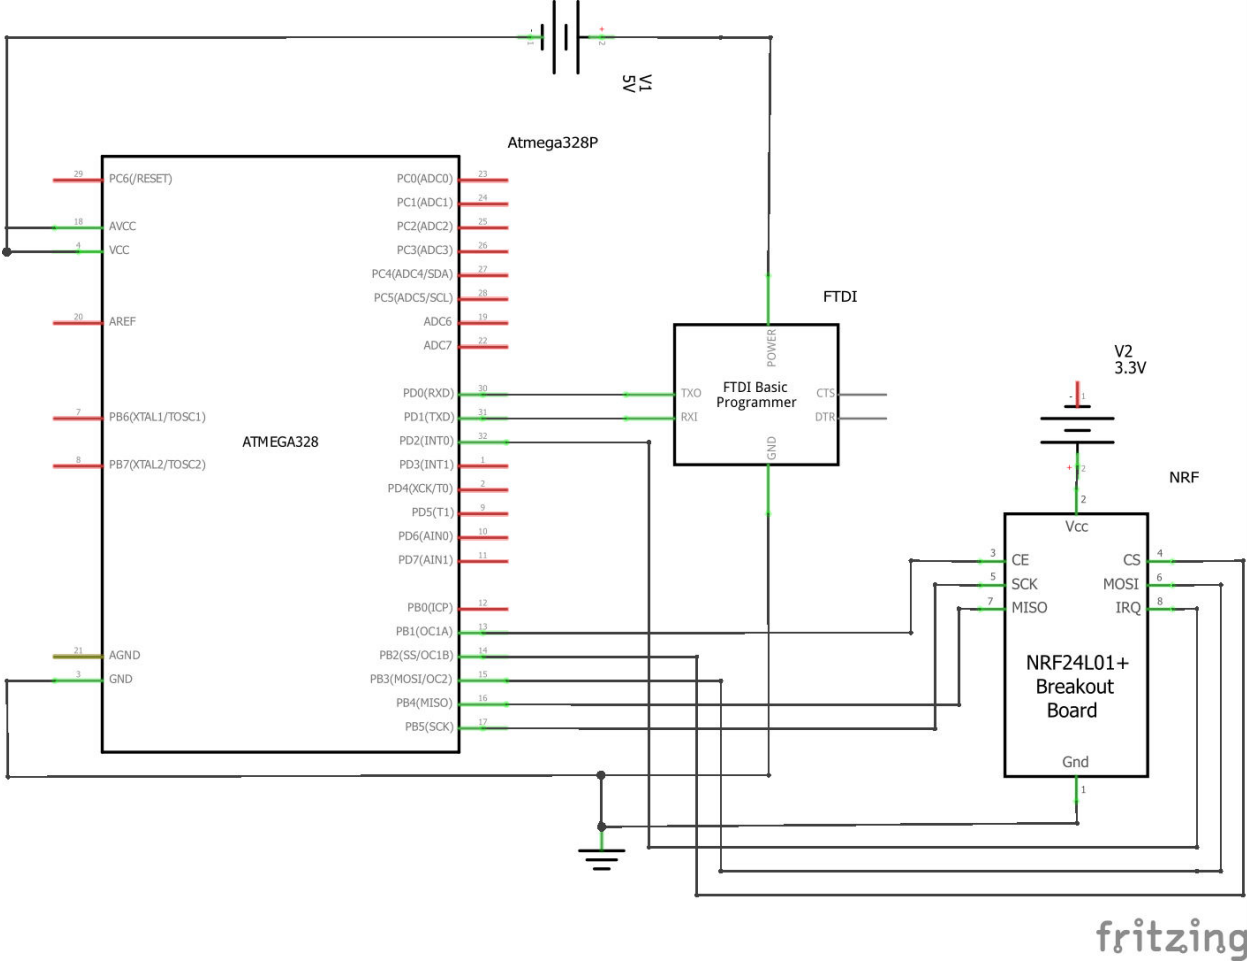 - 1
+ 2
V1
5V
Atmega328P
29 PC6(/RESET)
18 AVCC
4 VCC
20 AREF
7 PB6(XTAL1/TOSC1)
8 PB7(XTAL2/TOSC2)
21 AGND
3 GND
ATMEGA328
PC0(ADC0) 23
PC1(ADC1) 24
PC2(ADC2) 25
PC3(ADC3) 26
PC4(ADC4/SDA) 27
PC5(ADC5/SCL) 28
ADC6 19
ADC7 22
PD0(RXD) 30
PD1(TXD) 31
PD2(INT0) 32
PD3(INT1) 1
PD4(XCK/T0) 2
PD5(T1) 9
PD6(AIN0) 10
PD7(AIN1) 11
PB0(ICP) 12
PB1(OC1A) 13
PB2(SS/OC1B) 14
PB3(MOSI/OC2) 15
PB4(MISO) 16
PB5(SCK) 17
FTDI
POWER
TXO
RXI
FTDI Basic
Programmer
CTS
DTR
GND
V2
3.3V
- 1
+ 2
NRF
2
Vcc
3 CE
5 SCK
7 MISO
CS 4
MOSI 6
IRQ 8
NRF24L01+
Breakout
Board
Gnd
1
fritzing